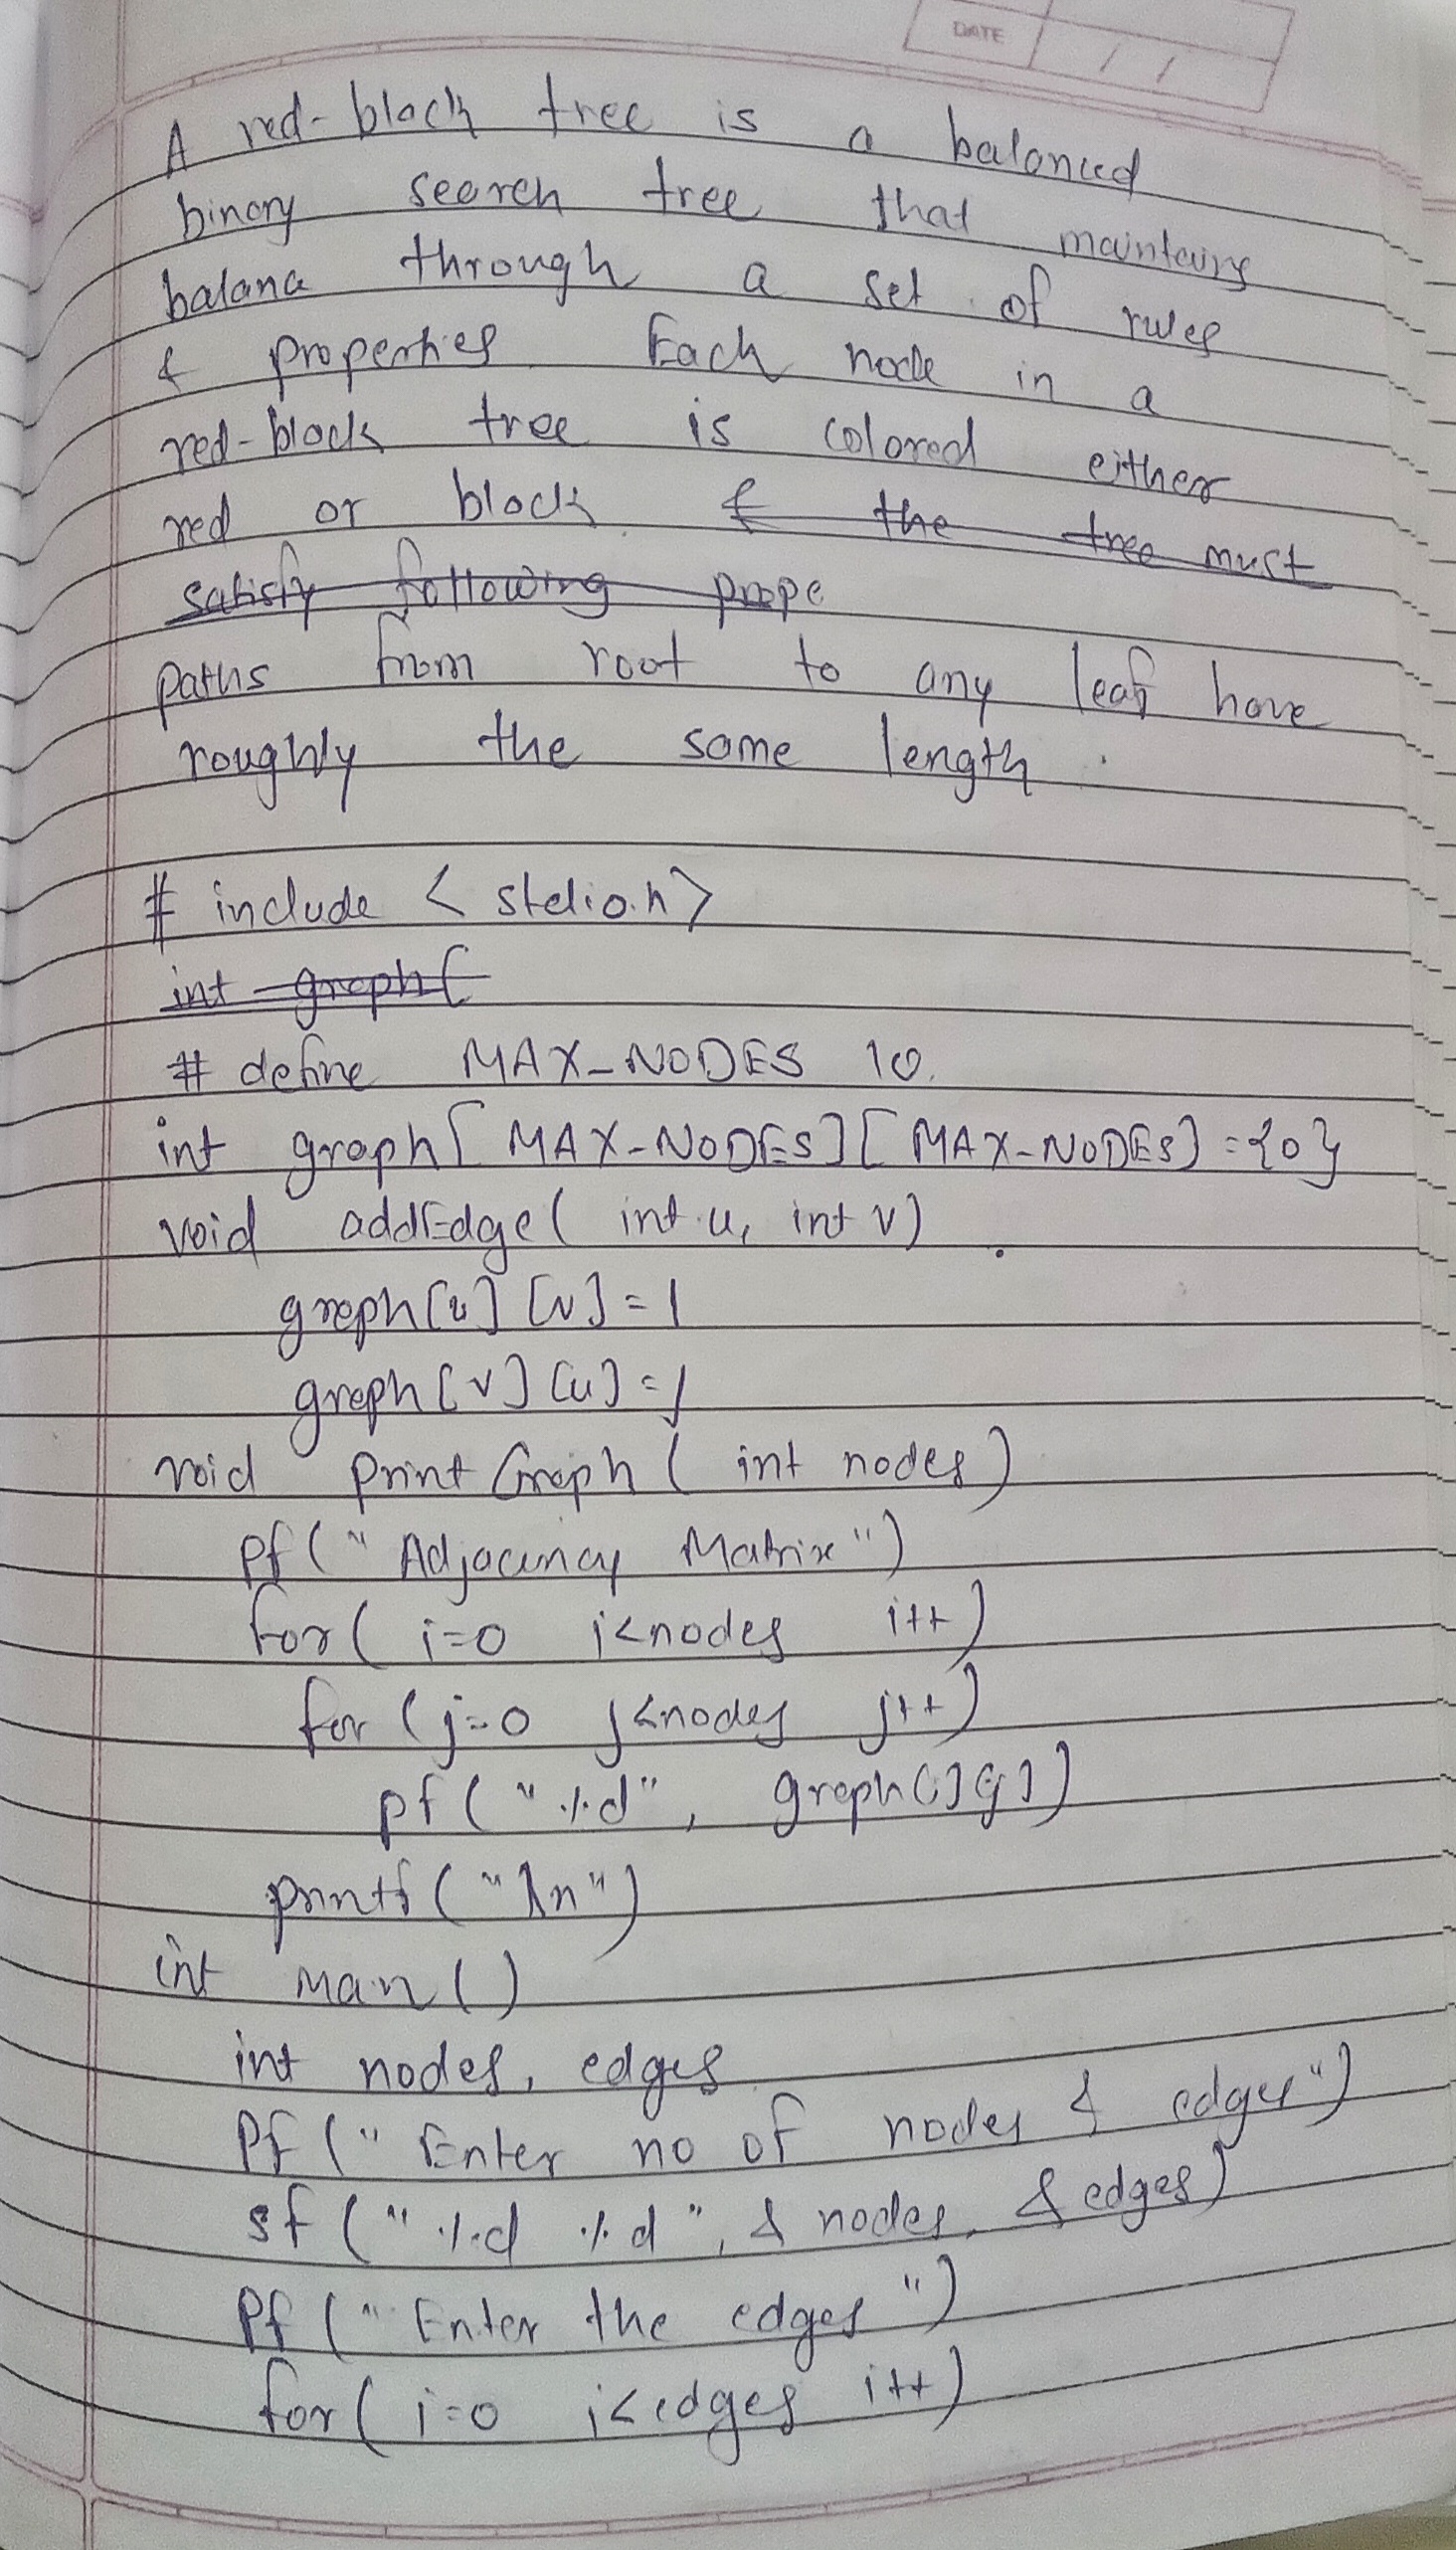 DATE / /
A red-black tree is a balanced
binary search tree that maintains
balance through a set of rules
& properties Each node in a
red-black tree is colored either
red or black & the tree must
satisfy following prope
paths from root to any leaf have
roughly the same length.
# include < stdio.h>
int graph[
# define MAX_NODES 10.
int graph[MAX_NODES][MAX_NODES] = {0}
void addEdge( int u, int v)
graph[u][v] = 1
graph[v][u] = 1
void print Graph ( int nodes)
Pf (" Adjacency Matrix")
for( i=0 i<nodes i++)
for (j=0 j<nodes j++)
pf ("%d", graph[i][j])
printf ("\n")
int main ()
int nodes, edges
Pf (" Enter no of nodes & edges")
sf ("%d %d", & nodes, & edges)
Pf (" Enter the edges ")
for( i=0 i<edges i++)